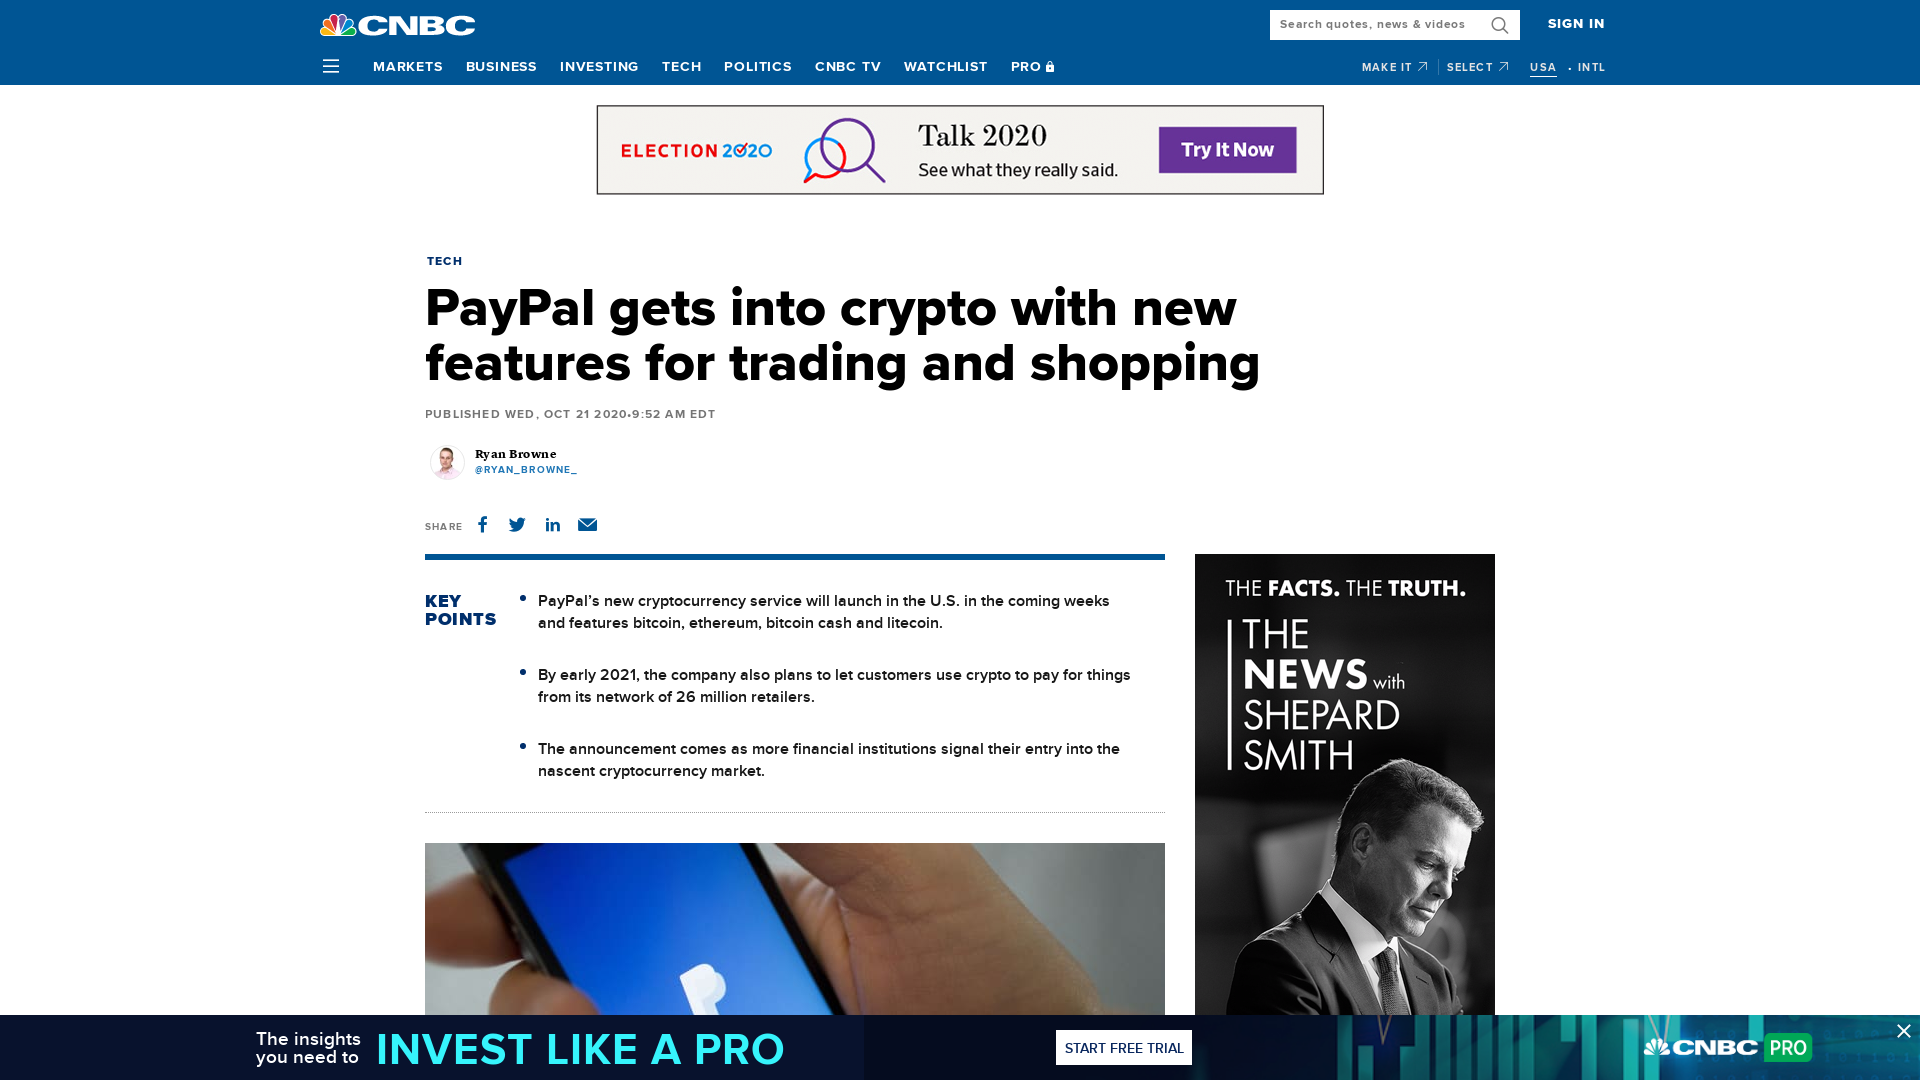 CNBC
Search quotes, news & videos
SIGN IN
MARKETS
BUSINESS
INVESTING
TECH
POLITICS
CNBC TV
WATCHLIST
PRO
MAKE IT
SELECT
USA
• INTL
ELECTION 2020
Talk 2020
See what they really said.
Try It Now
TECH
PayPal gets into crypto with new
features for trading and shopping
PUBLISHED WED, OCT 21 2020•9:52 AM EDT
Ryan Browne
@RYAN_BROWNE_
SHARE
KEY
POINTS
PayPal’s new cryptocurrency service will launch in the U.S. in the coming weeks
and features bitcoin, ethereum, bitcoin cash and litecoin.
By early 2021, the company also plans to let customers use crypto to pay for things
from its network of 26 million retailers.
The announcement comes as more financial institutions signal their entry into the
nascent cryptocurrency market.
THE FACTS. THE TRUTH.
THE
NEWS with
SHEPARD
SMITH
The insights
you need to
INVEST LIKE A PRO
START FREE TRIAL
CNBC PRO